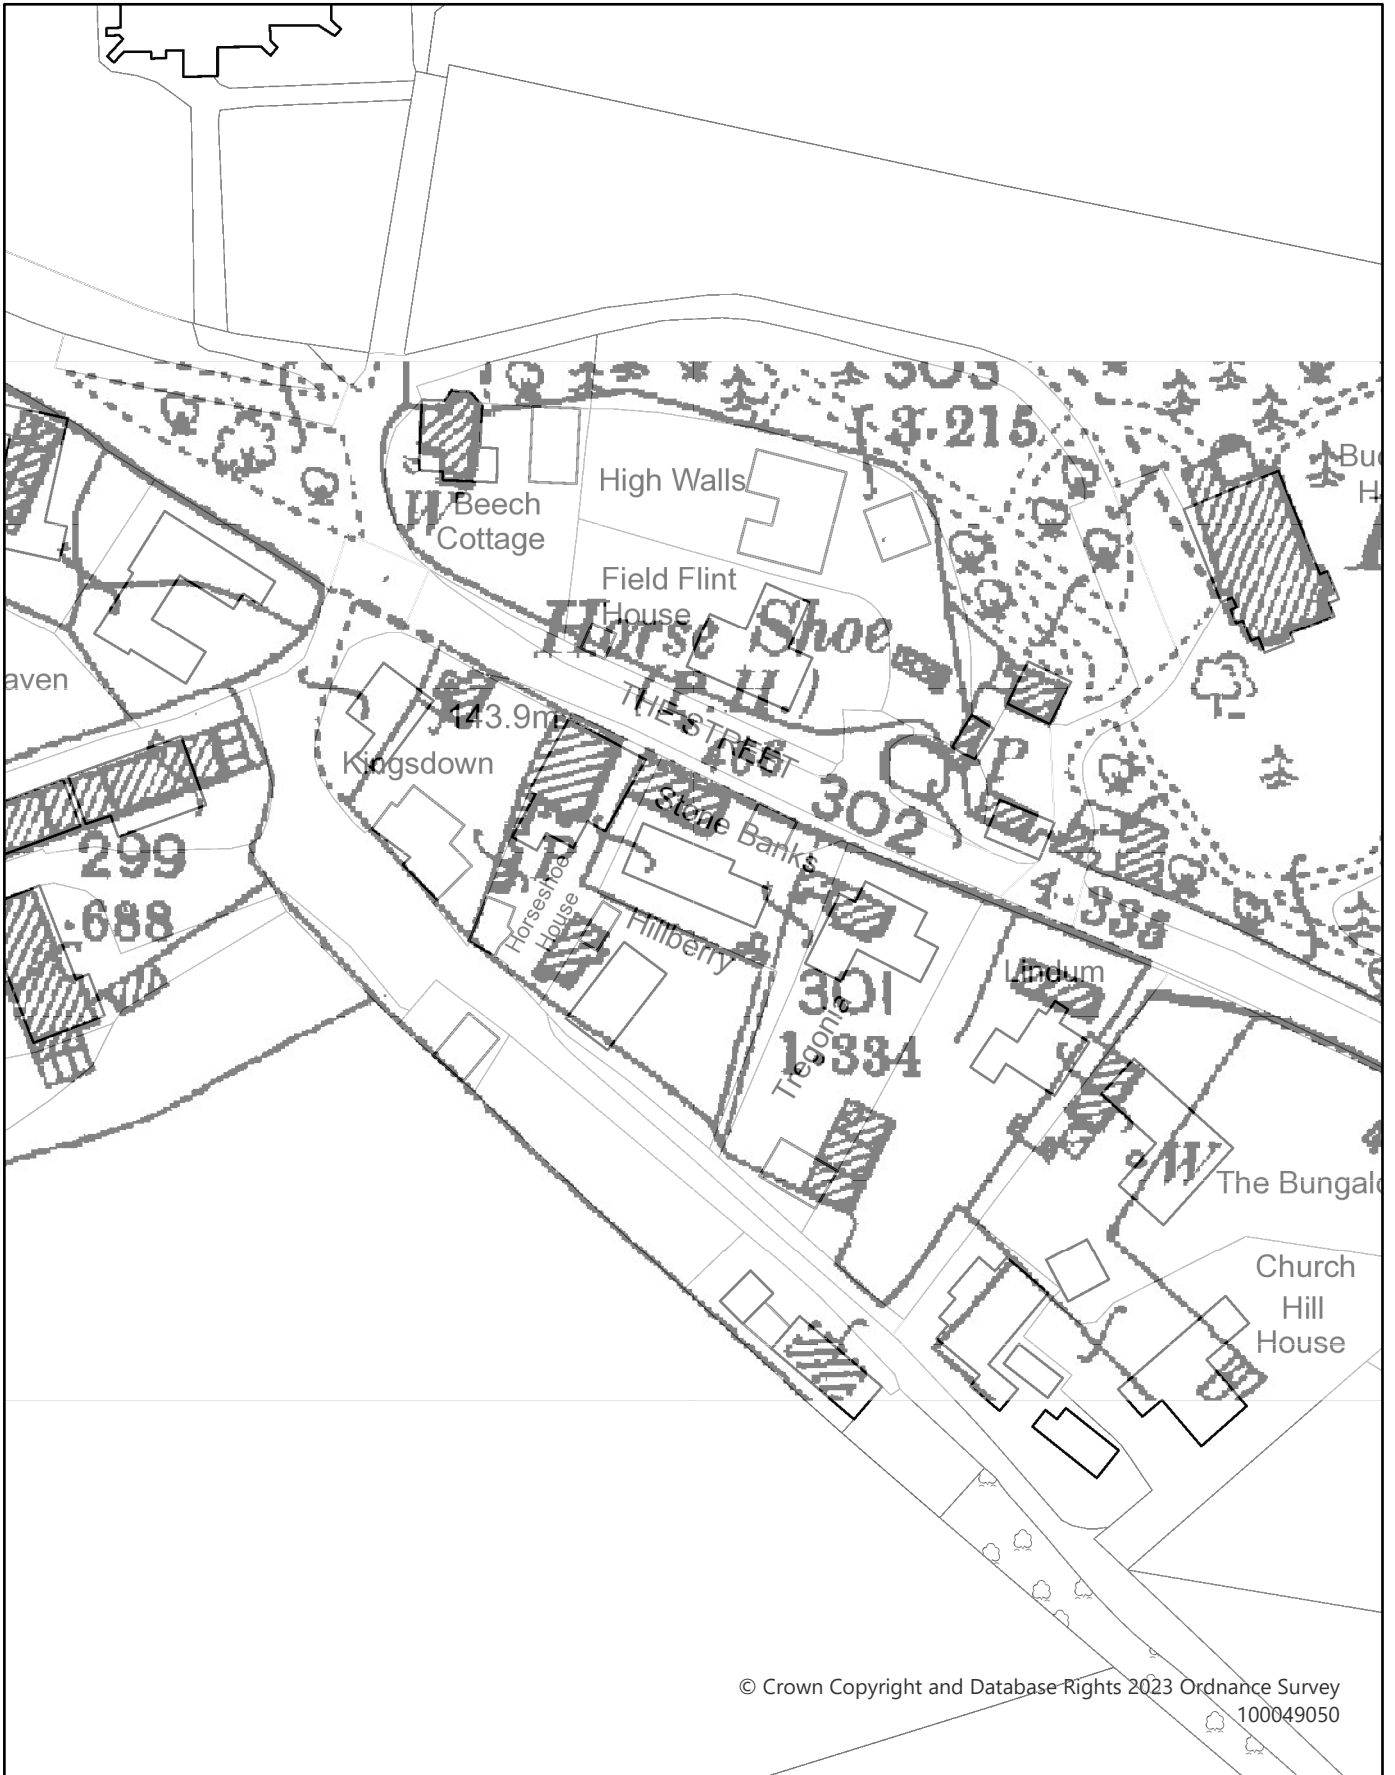 303
3·215
High Walls
Beech
Cottage
W
Field Flint
House
Horse Shoe
(P.H.)
aven
THE STREET
143.9m
Kingsdown
P
302
Stone Banks
299
·688
Horseshoe
House
Hillberry
4·333
Lindum
301
1·334
Tregonia
W
The Bungalo
Church
Hill
House
© Crown Copyright and Database Rights 2023 Ordnance Survey
100049050